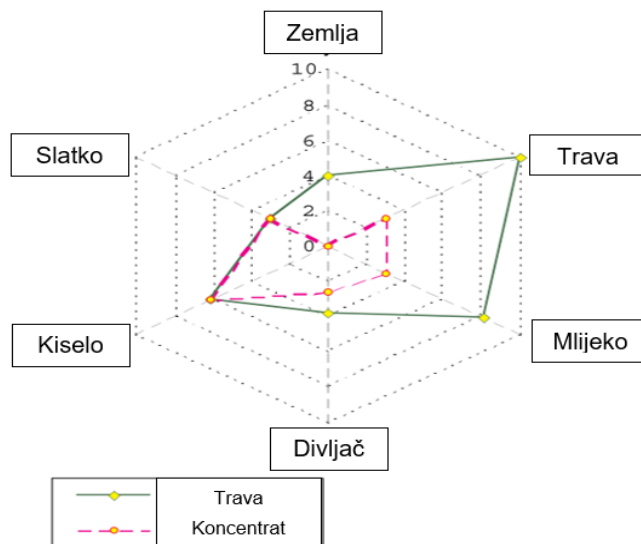 Zemlja
10
8
6
4
2
0
Slatko
Trava
Kiselo
Mlijeko
Divljač
Trava
Koncentrat